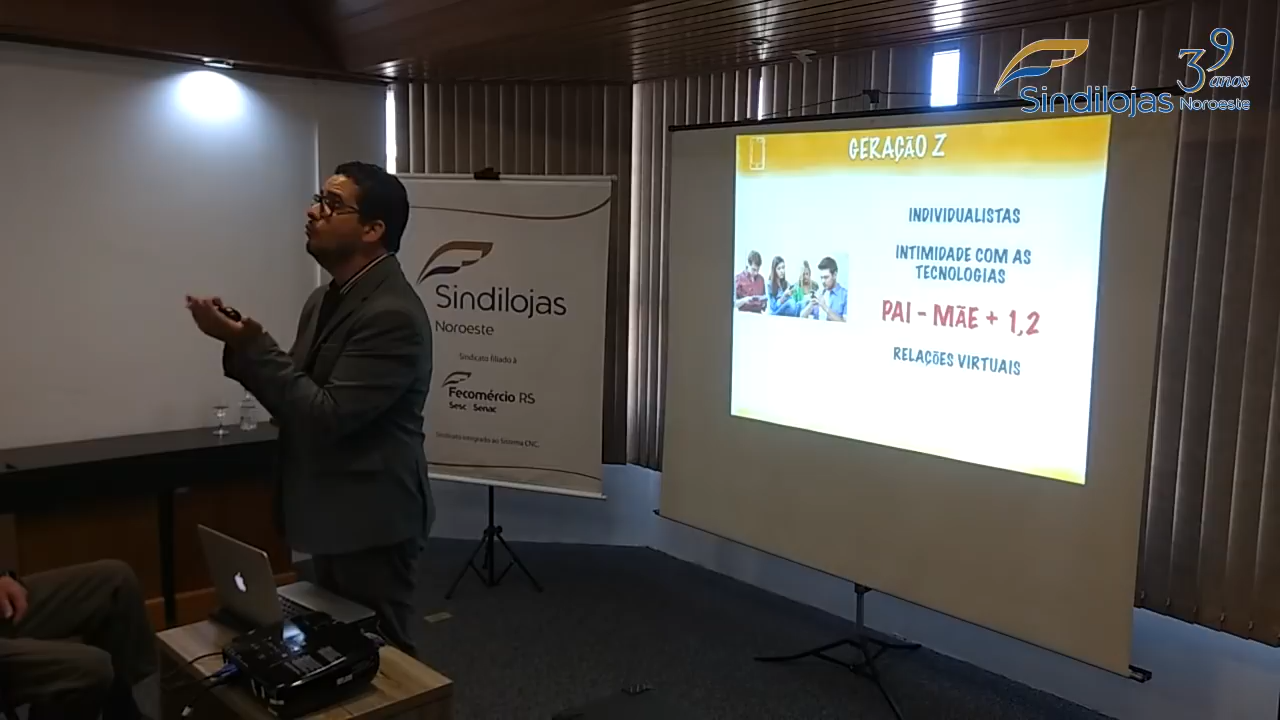 39 anos
Sindilojas Noroeste
GERAÇÃO Z
INDIVIDUALISTAS
INTIMIDADE COM AS
TECNOLOGIAS
PAI - MÃE + 1,2
RELAÇÕES VIRTUAIS
Sindilojas
Noroeste
Sindicato filiado à
Fecomércio RS
Sesc Senac
Sindicato integrado ao Sistema CNC.